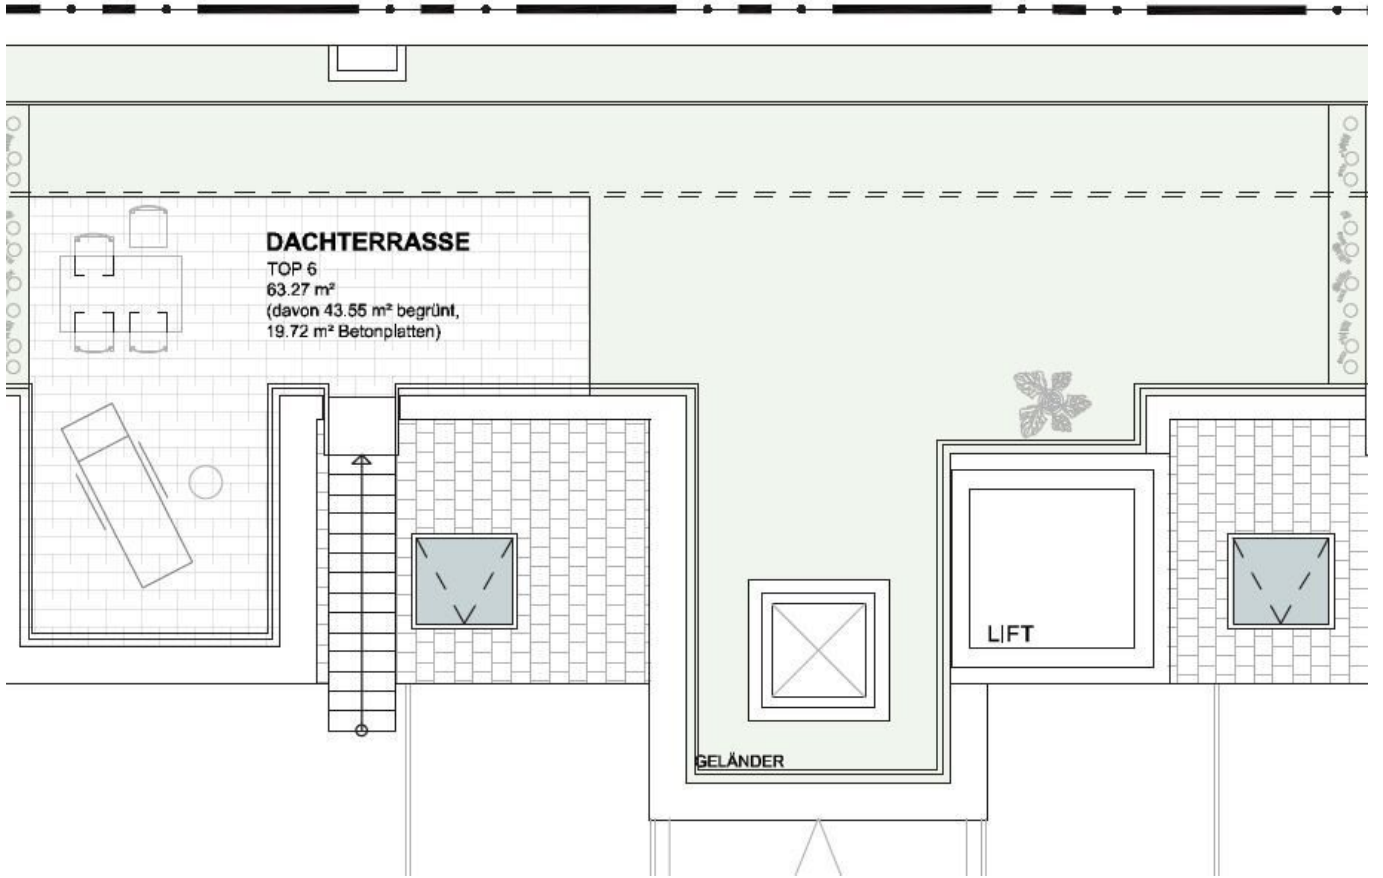 DACHTERRASSE
TOP 6
63.27 m²
(davon 43.55 m² begrünt,
19.72 m² Betonplatten)
LIFT
GELÄNDER